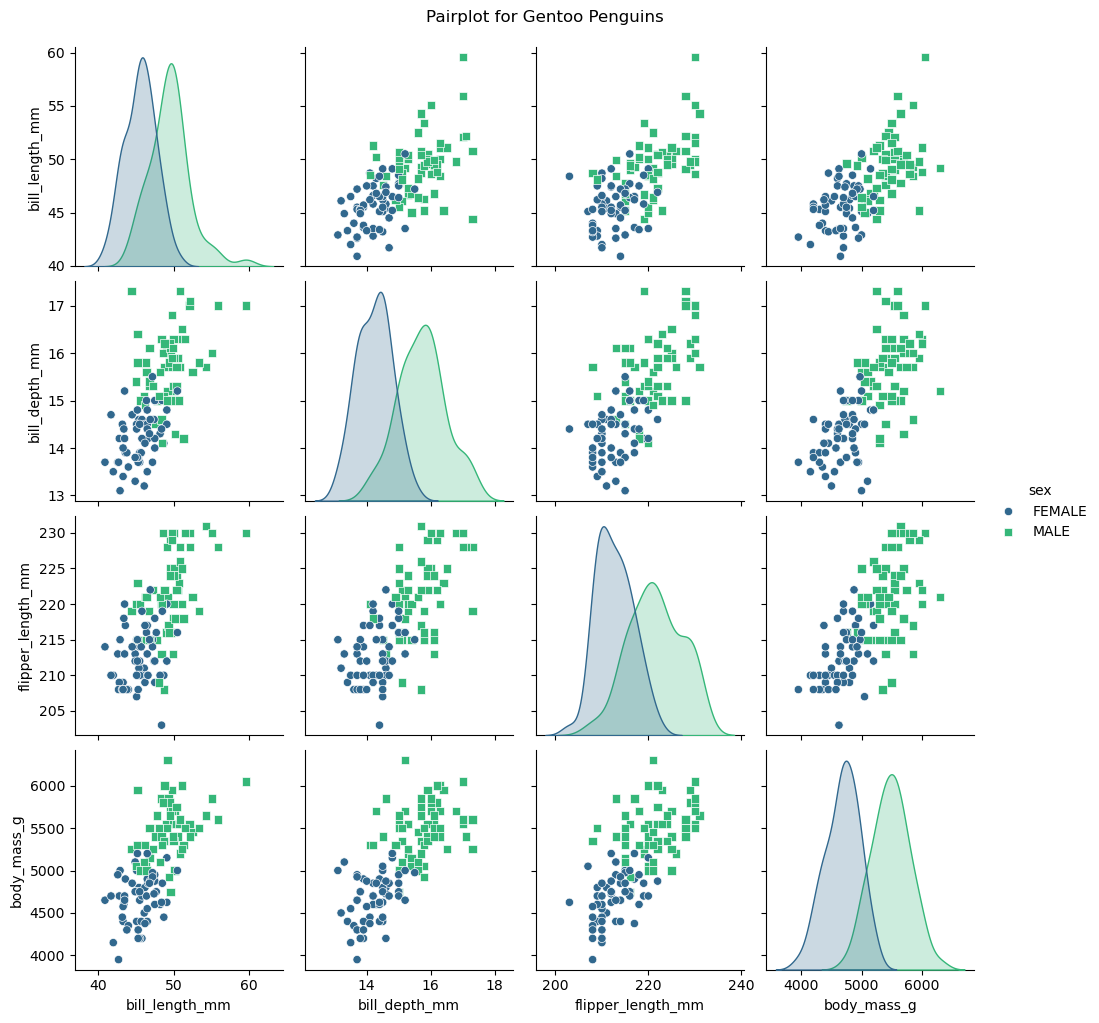 Pairplot for Gentoo Penguins
60
55
50
45
40
bill_length_mm
17
16
15
14
13
bill_depth_mm
sex
FEMALE
MALE
230
225
220
215
210
205
flipper_length_mm
6000
5500
5000
4500
4000
body_mass_g
40 50 60
14 16 18
200 220 240
4000 5000 6000
bill_length_mm
bill_depth_mm
flipper_length_mm
body_mass_g